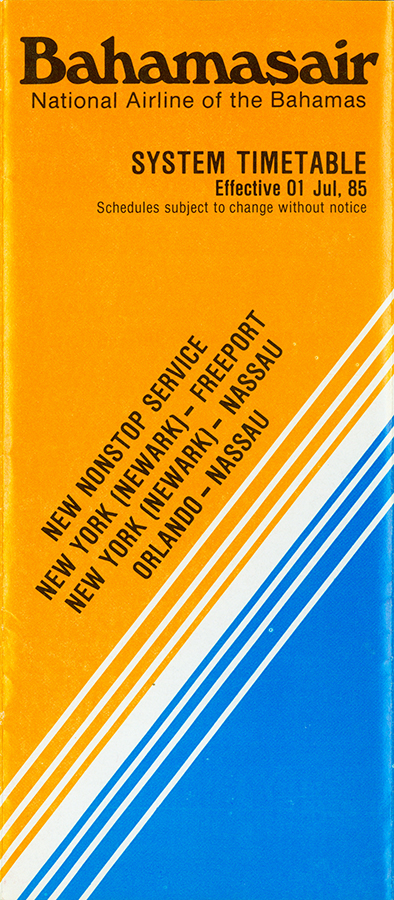 Bahamasair
National Airline of the Bahamas
SYSTEM TIMETABLE
Effective 01 Jul, 85
Schedules subject to change without notice
NEW NONSTOP SERVICE
NEW YORK (NEWARK) – FREEPORT
NEW YORK (NEWARK) – NASSAU
ORLANDO – NASSAU